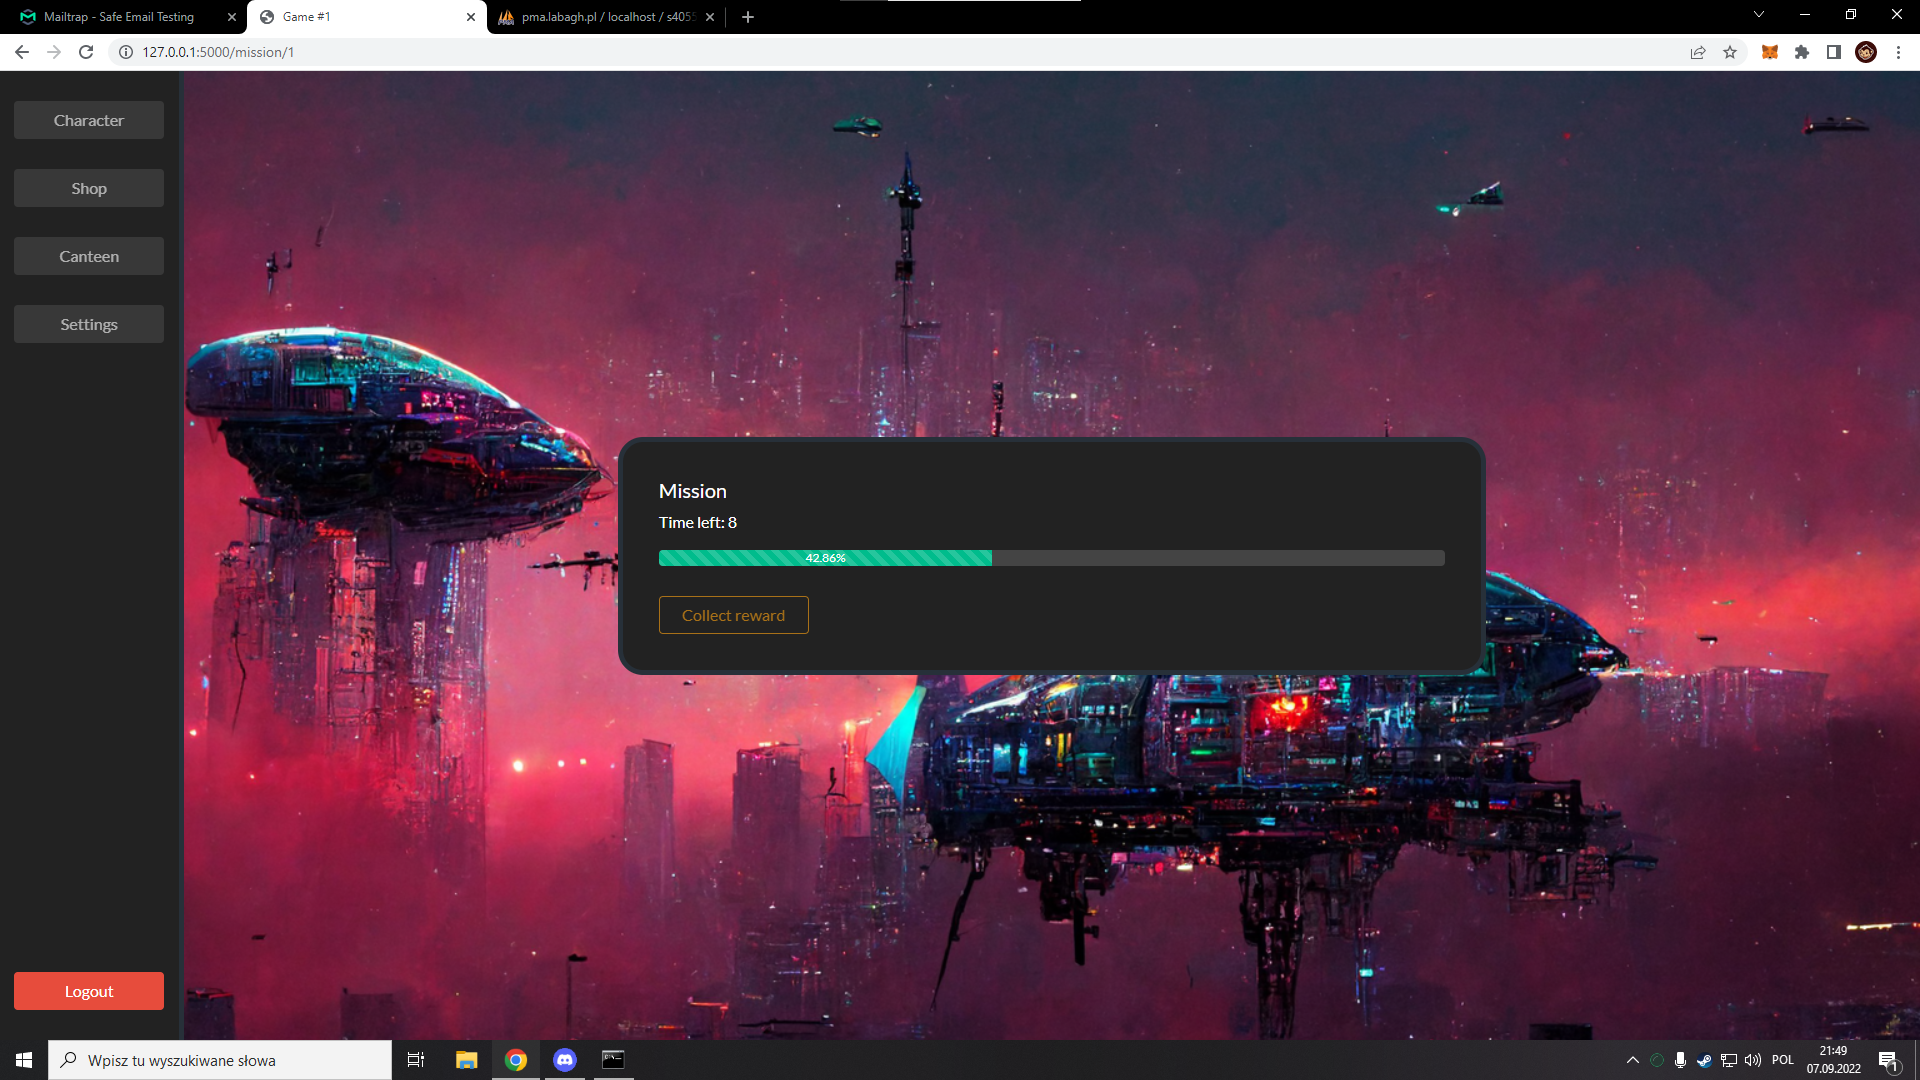 Mailtrap - Safe Email Testing
Game #1
pma.labagh.pl / localhost / s4055
127.0.0.1:5000/mission/1
Character
Shop
Canteen
Settings
Mission
Time left: 8
42.86%
Collect reward
Logout
Wpisz tu wyszukiwane słowa
POL
21:49
07.09.2022
1